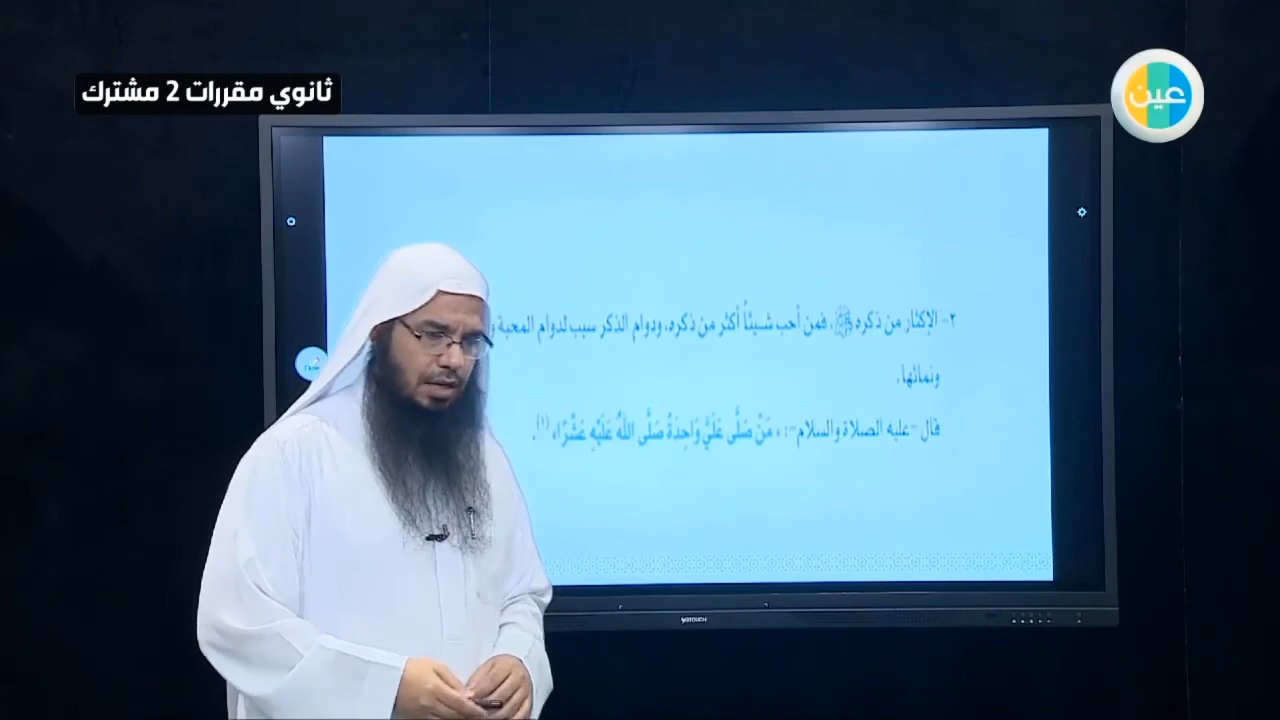 ثانوي مقررات 2 مشترك
عين
٢- الإكثار من ذكره ﷺ، فمن أحب شيئاً أكثر من ذكره، ودوام الذكر سبب لدوام المحبة و
ونمائها.
قال -عليه الصلاة والسلام-: «مَنْ صَلَّى عَلَيَّ وَاحِدَةً صَلَّى اللهُ عَلَيْهِ عَشْرًا» (١).